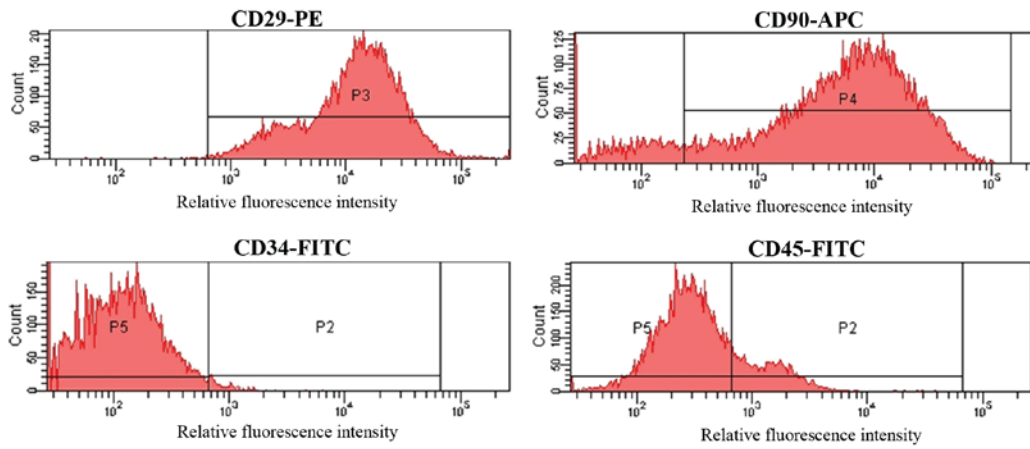 CD29-PE
20
150
100
50
0
Count
P3
10²
10³
10⁴
10⁵
Relative fluorescence intensity
CD90-APC
125
100
75
50
25
0
Count
P4
10²
10³
10⁴
10⁵
Relative fluorescence intensity
CD34-FITC
150
100
50
0
Count
P5
P2
10²
10³
10⁴
10⁵
Relative fluorescence intensity
CD45-FITC
200
150
100
50
0
Count
P5
P2
10²
10³
10⁴
10⁵
Relative fluorescence intensity